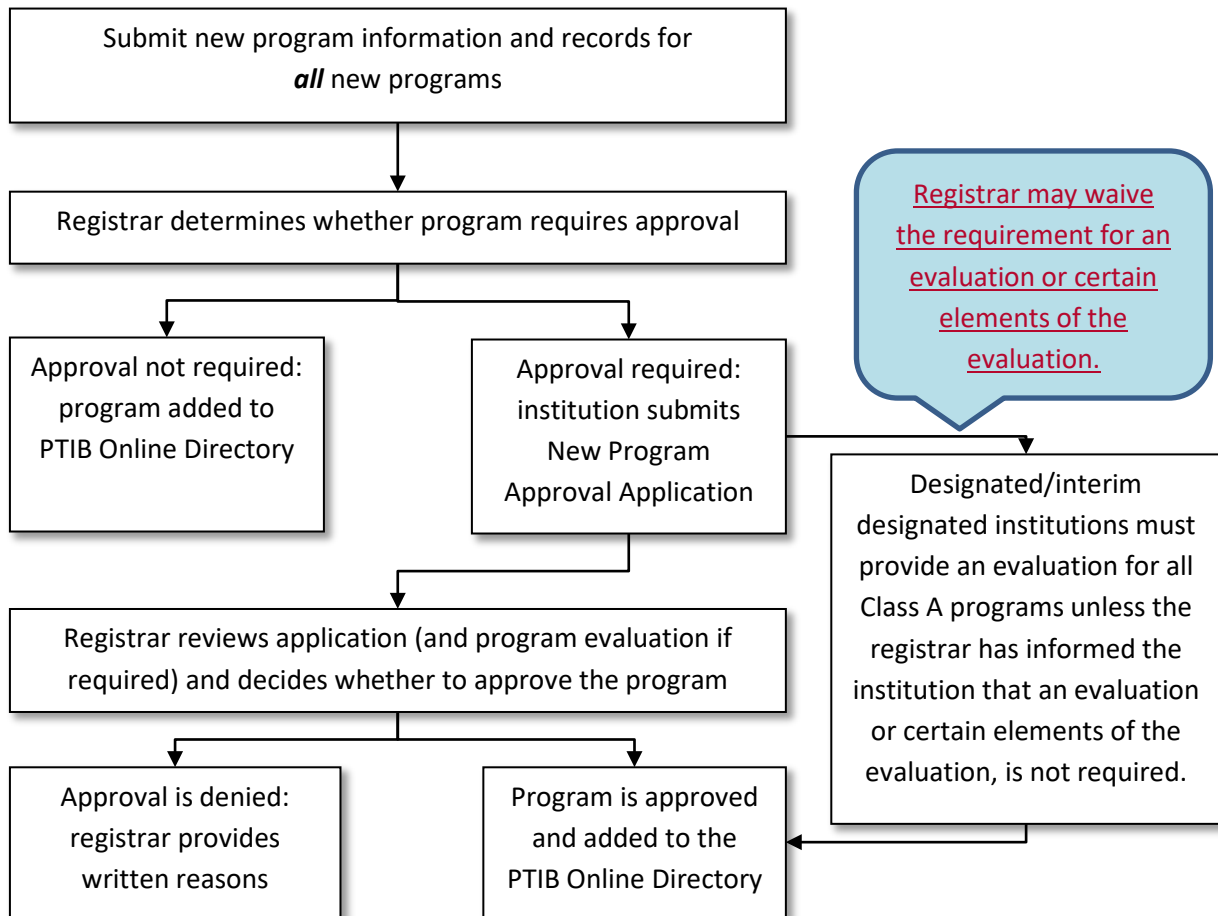 Submit new program information and records for
all new programs
Registrar determines whether program requires approval
Registrar may waive
the requirement for an
evaluation or certain
elements of the
evaluation.
Approval not required:
program added to
PTIB Online Directory
Approval required:
institution submits
New Program
Approval Application
Designated/interim
designated institutions must
provide an evaluation for all
Class A programs unless the
registrar has informed the
institution that an evaluation
or certain elements of the
evaluation, is not required.
Registrar reviews application (and program evaluation if
required) and decides whether to approve the program
Approval is denied:
registrar provides
written reasons
Program is approved
and added to the
PTIB Online Directory